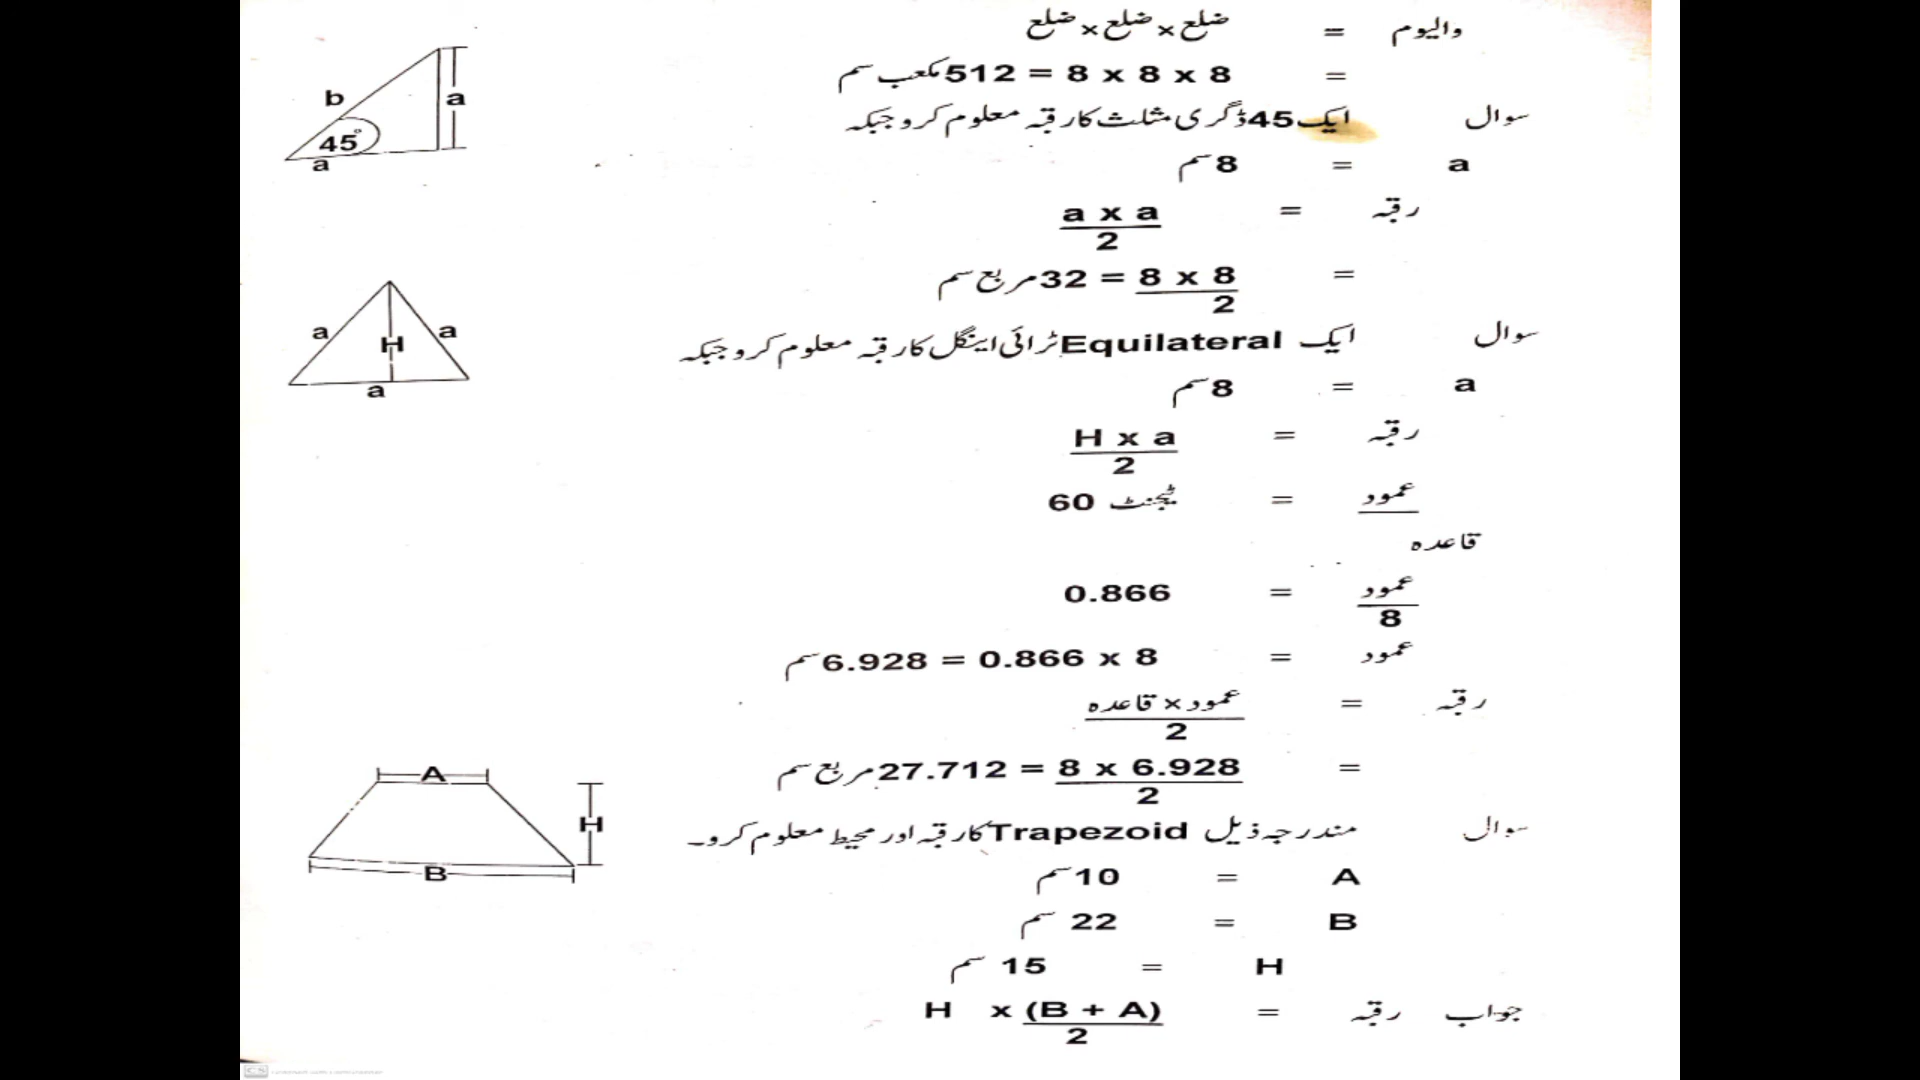 والیوم = ضلع × ضلع × ضلع
= 8 x 8 x 8 = 512 مکعب سم
سوال ایک 45 ڈگری مثلث کا رقبہ معلوم کرو جبکہ
a = 8 سم
رقبہ = a x a
2
= 8 x 8 = 32 مربع سم
2
b
a
45°
a
سوال ایک Equilateral ٹرائی اینگل کا رقبہ معلوم کرو جبکہ
a = 8 سم
رقبہ = H x a
2
عمود = ٹیجنٹ 60
قاعدہ
عمود = 0.866
8
عمود = 0.866 x 8 = 6.928 سم
رقبہ = عمود × قاعدہ
2
= 8 x 6.928 = 27.712 مربع سم
2
a
H
a
a
سوال مندرجہ ذیل Trapezoid کا رقبہ اور محیط معلوم کرو۔
A = 10 سم
B = 22 سم
H = 15 سم
جواب رقبہ = H x (B + A)
2
A
H
B
CS